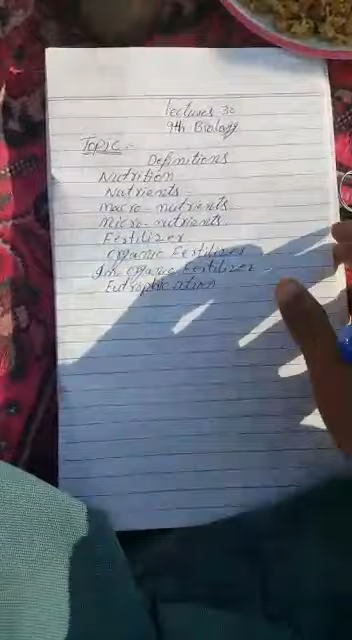 Lectures 30
9th Biology
Topic:-
Definitions
Nutrition
Nutrients
Macro-nutrients
Micro-nutrients.
Fertilizer
Organic Fertilizer
In organic Fertilizer
Eutrophication